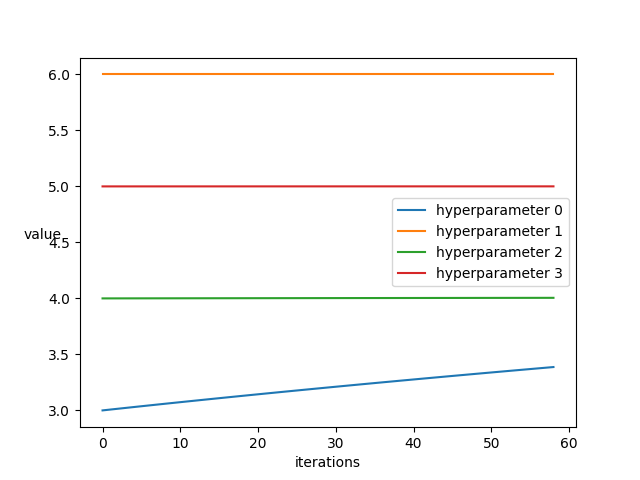 6.0
5.5
5.0
value
4.5
4.0
3.5
3.0
hyperparameter 0
hyperparameter 1
hyperparameter 2
hyperparameter 3
0 10 20 30 40 50 60
iterations